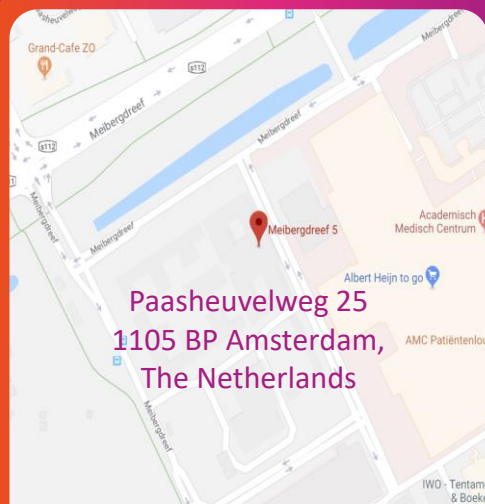 asheuvelweg
Grand-Cafe ZO
s112
Meibergdreef
Meibergdreef
s112
Meibergdreef
Meibergdreef
Meibergdreef 5
Academisch
Medisch Centrum
Albert Heijn to go
Paasheuvelweg 25
1105 BP Amsterdam,
The Netherlands
AMC Patiëntenlou
Meibergdreef
IWO - Tentam
& Boeke